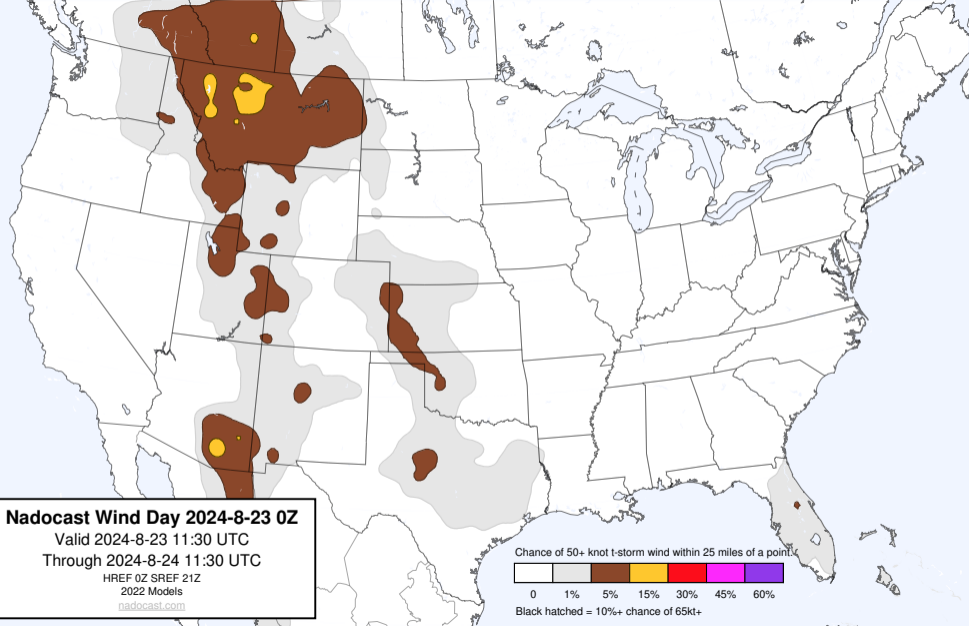 Nadocast Wind Day 2024-8-23 0Z
Valid 2024-8-23 11:30 UTC
Through 2024-8-24 11:30 UTC
HREF 0Z SREF 21Z
2022 Models
nadocast.com
Chance of 50+ knot t-storm wind within 25 miles of a point.
0 1% 5% 15% 30% 45% 60%
Black hatched = 10%+ chance of 65kt+